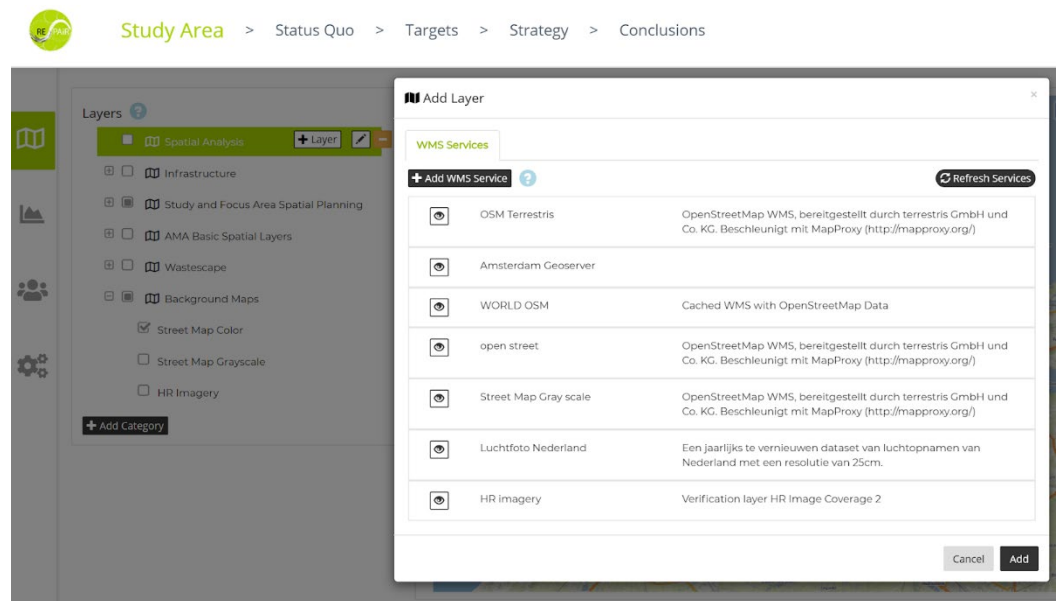 REPAIR
Study Area > Status Quo > Targets > Strategy > Conclusions
Layers ?
Spatial Analysis + Layer
Infrastructure
Study and Focus Area Spatial Planning
AMA Basic Spatial Layers
Wastescape
Background Maps
Street Map Color
Street Map Grayscale
HR Imagery
+ Add Category
Add Layer ×
WMS Services
+ Add WMS Service ? Refresh Services
OSM Terrestris OpenStreetMap WMS, bereitgestellt durch terrestris GmbH und
Co. KG. Beschleunigt mit MapProxy (http://mapproxy.org/)
Amsterdam Geoserver
WORLD OSM Cached WMS with OpenStreetMap Data
open street OpenStreetMap WMS, bereitgestellt durch terrestris GmbH und
Co. KG. Beschleunigt mit MapProxy (http://mapproxy.org/)
Street Map Gray scale OpenStreetMap WMS, bereitgestellt durch terrestris GmbH und
Co. KG. Beschleunigt mit MapProxy (http://mapproxy.org/)
Luchtfoto Nederland Een jaarlijks te vernieuwen dataset van luchtopnamen van
Nederland met een resolutie van 25cm.
HR imagery Verification layer HR Image Coverage 2
Cancel Add